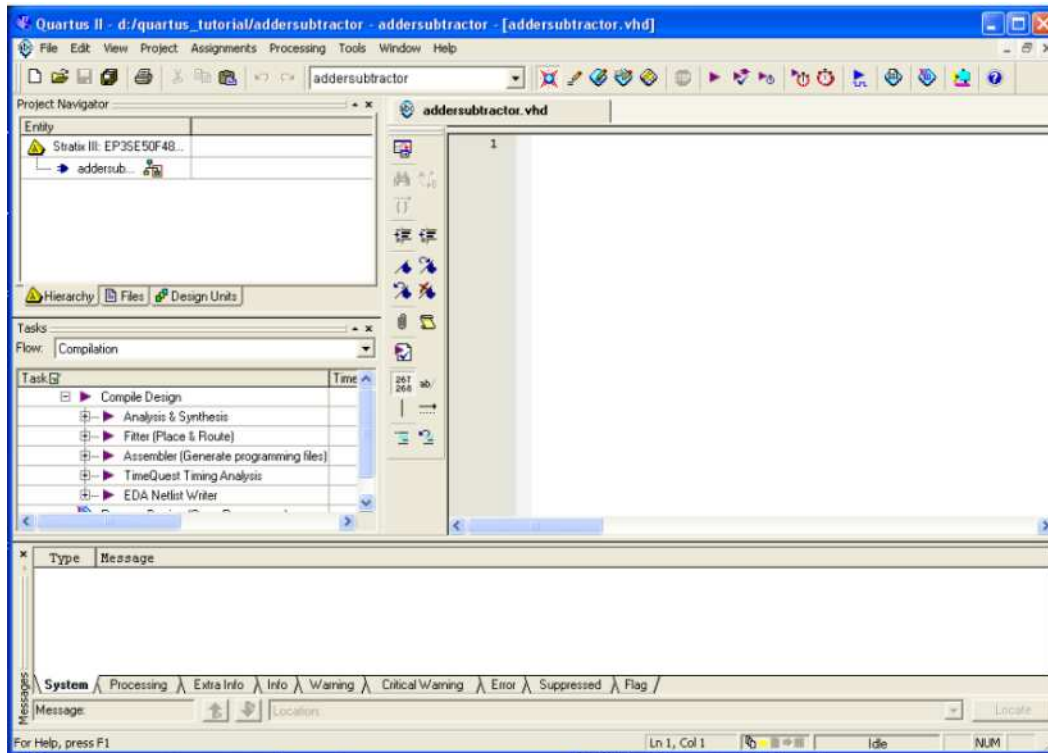 Quartus II - d:/quartus_tutorial/addersubtractor - addersubtractor - [addersubtractor.vhd]
File Edit View Project Assignments Processing Tools Window Help
addersubtractor
Project Navigator
addersubtractor.vhd
Entity
1
Stratix III: EP3SE50F48...
addersub...
Hierarchy Files Design Units
Tasks
Flow: Compilation
Task Time
Compile Design
Analysis & Synthesis
Fitter (Place & Route)
Assembler (Generate programming files)
TimeQuest Timing Analysis
EDA Netlist Writer
267
268
ab/
Type Message
Messages
System Processing Extra Info Info Warning Critical Warning Error Suppressed Flag
Message: Location: Locate
For Help, press F1 Ln 1, Col 1 Idle NUM